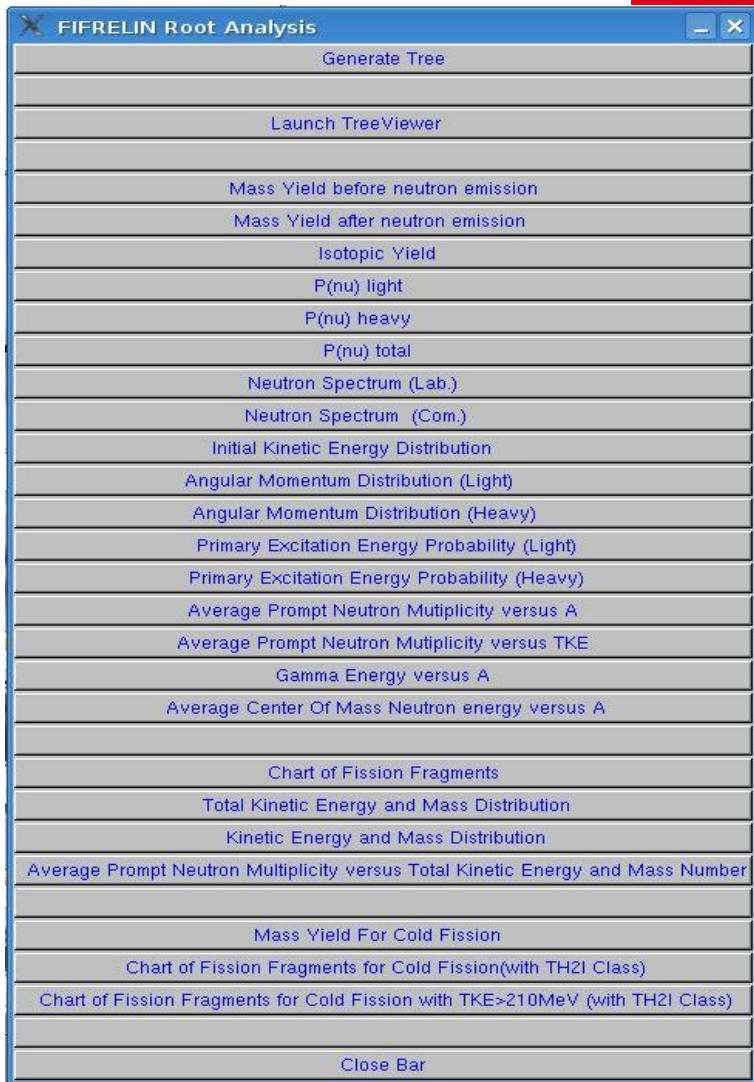 FIFRELIN Root Analysis
Generate Tree
Launch TreeViewer
Mass Yield before neutron emission
Mass Yield after neutron emission
Isotopic Yield
P(nu) light
P(nu) heavy
P(nu) total
Neutron Spectrum (Lab.)
Neutron Spectrum (Com.)
Initial Kinetic Energy Distribution
Angular Momentum Distribution (Light)
Angular Momentum Distribution (Heavy)
Primary Excitation Energy Probability (Light)
Primary Excitation Energy Probability (Heavy)
Average Prompt Neutron Mutiplicity versus A
Average Prompt Neutron Mutiplicity versus TKE
Gamma Energy versus A
Average Center Of Mass Neutron energy versus A
Chart of Fission Fragments
Total Kinetic Energy and Mass Distribution
Kinetic Energy and Mass Distribution
Average Prompt Neutron Multiplicity versus Total Kinetic Energy and Mass Number
Mass Yield For Cold Fission
Chart of Fission Fragments for Cold Fission(with TH2I Class)
Chart of Fission Fragments for Cold Fission with TKE>210MeV (with TH2I Class)
Close Bar